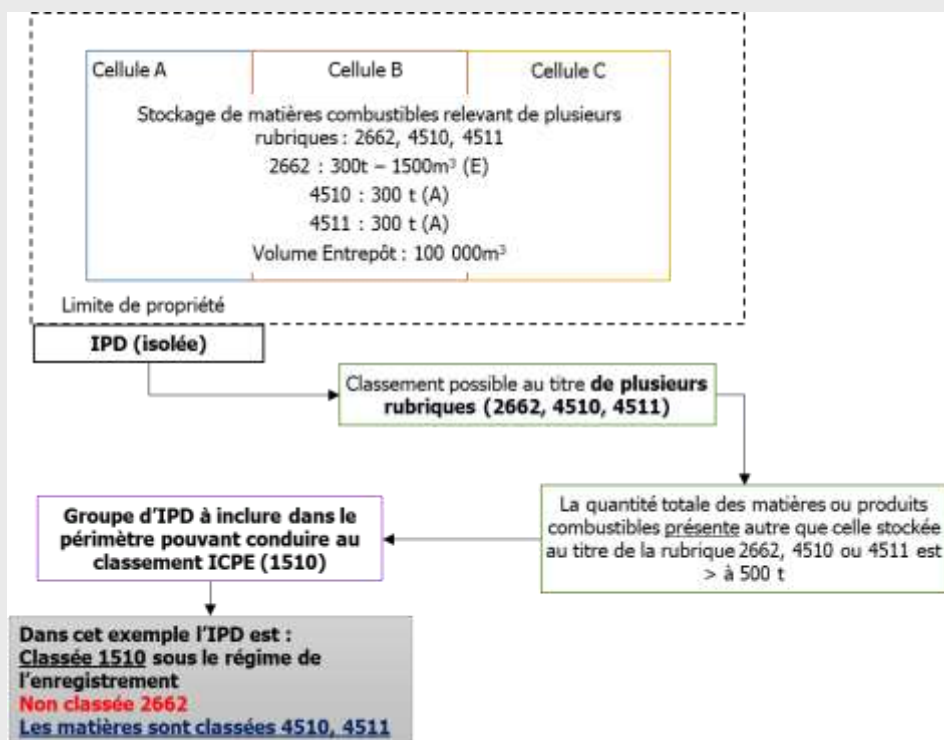 Cellule A
Cellule B
Cellule C
Stockage de matières combustibles relevant de plusieurs
rubriques : 2662, 4510, 4511
2662 : 300t – 1500m³ (E)
4510 : 300 t (A)
4511 : 300 t (A)
Volume Entrepôt : 100 000m³
Limite de propriété
IPD (isolée)
Classement possible au titre de plusieurs
rubriques (2662, 4510, 4511)
La quantité totale des matières ou produits
combustibles présente autre que celle stockée
au titre de la rubrique 2662, 4510 ou 4511 est
> à 500 t
Groupe d'IPD à inclure dans le
périmètre pouvant conduire au
classement ICPE (1510)
Dans cet exemple l'IPD est :
Classée 1510 sous le régime de
l'enregistrement
Non classée 2662
Les matières sont classées 4510, 4511